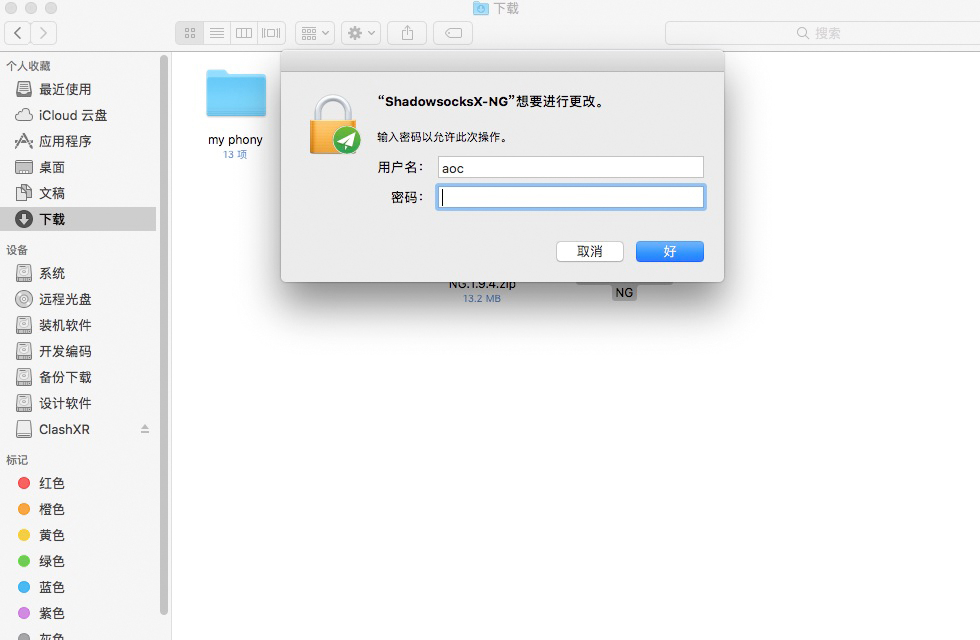 下载
搜索
个人收藏
最近使用
iCloud 云盘
应用程序
桌面
文稿
下载
设备
系统
远程光盘
装机软件
开发编码
备份下载
设计软件
ClashXR
标记
红色
橙色
黄色
绿色
蓝色
紫色
灰色
my phony
13 项
“ShadowsocksX-NG”想要进行更改。
输入密码以允许此次操作。
用户名： aoc
密码：
取消
好
NG.1.9.4.zip
13.2 MB
NG